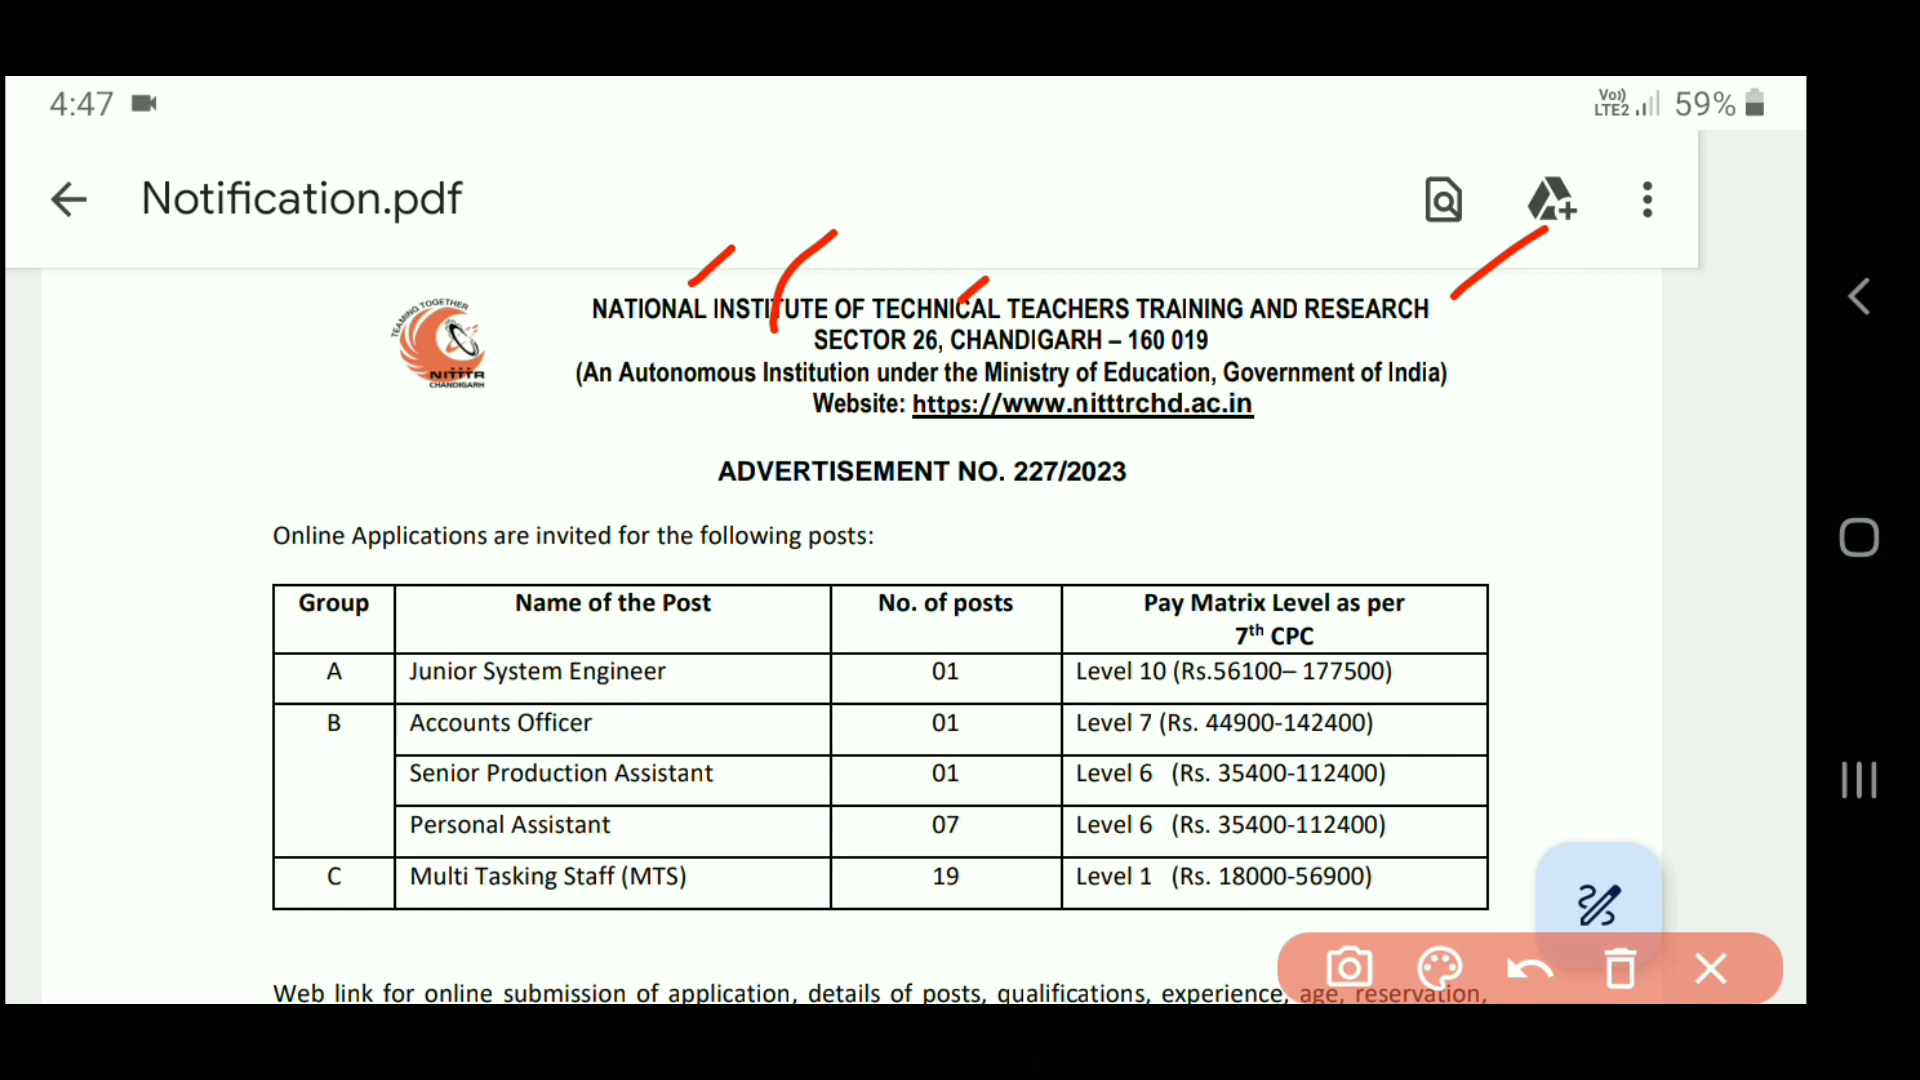 4:47
Vo))
LTE2
59%
Notification.pdf
TEAMING TOGETHER
NITTTR
CHANDIGARH
NATIONAL INSTITUTE OF TECHNICAL TEACHERS TRAINING AND RESEARCH
SECTOR 26, CHANDIGARH – 160 019
(An Autonomous Institution under the Ministry of Education, Government of India)
Website: https://www.nitttrchd.ac.in
ADVERTISEMENT NO. 227/2023
Online Applications are invited for the following posts:
Group Name of the Post No. of posts Pay Matrix Level as per
7th CPC
A Junior System Engineer 01 Level 10 (Rs.56100– 177500)
B Accounts Officer 01 Level 7 (Rs. 44900-142400)
Senior Production Assistant 01 Level 6 (Rs. 35400-112400)
Personal Assistant 07 Level 6 (Rs. 35400-112400)
C Multi Tasking Staff (MTS) 19 Level 1 (Rs. 18000-56900)
Web link for online submission of application, details of posts, qualifications, experience, age, reservation,